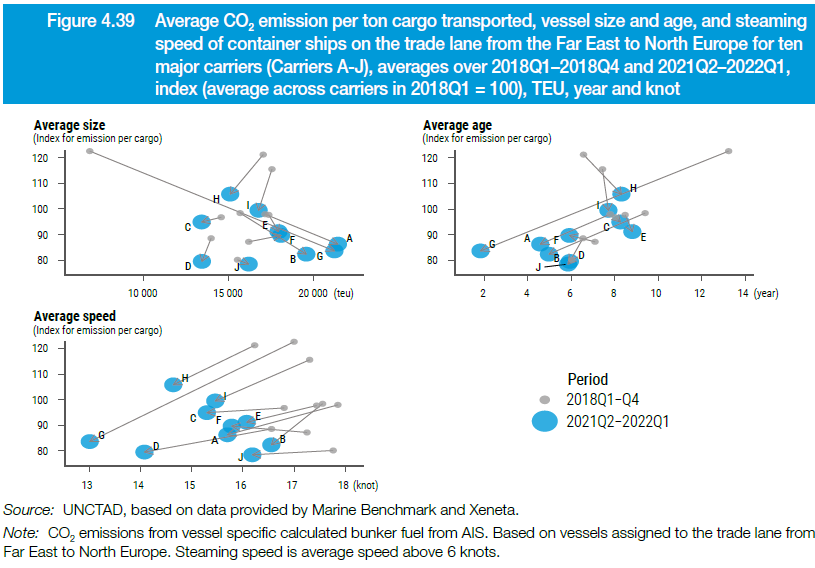 Figure 4.39 Average CO₂ emission per ton cargo transported, vessel size and age, and steaming
speed of container ships on the trade lane from the Far East to North Europe for ten
major carriers (Carriers A-J), averages over 2018Q1–2018Q4 and 2021Q2–2022Q1,
index (average across carriers in 2018Q1 = 100), TEU, year and knot
Average size
(Index for emission per cargo)
120
110
100
90
80
H
I
C
E
F
A
B
G
D
J
10 000 15 000 20 000 (teu)
Average age
(Index for emission per cargo)
120
110
100
90
80
H
I
C
E
A
F
G
B
D
J
2 4 6 8 10 12 14 (year)
Average speed
(Index for emission per cargo)
120
110
100
90
80
H
I
C
F
E
G
A
B
D
J
13 14 15 16 17 18 (knot)
Period
2018Q1–Q4
2021Q2–2022Q1
Source: UNCTAD, based on data provided by Marine Benchmark and Xeneta.
Note: CO₂ emissions from vessel specific calculated bunker fuel from AIS. Based on vessels assigned to the trade lane from
Far East to North Europe. Steaming speed is average speed above 6 knots.